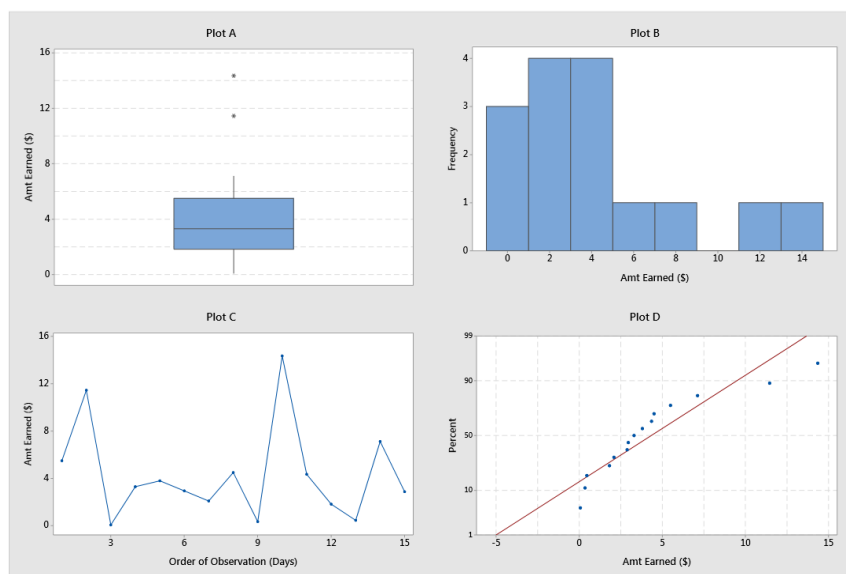 Plot A
16
12
8
4
0
Amt Earned ($)
Plot B
4
3
2
1
0
Frequency
0 2 4 6 8 10 12 14
Amt Earned ($)
Plot C
16
12
8
4
0
Amt Earned ($)
3 6 9 12 15
Order of Observation (Days)
Plot D
99
90
50
10
1
Percent
-5 0 5 10 15
Amt Earned ($)